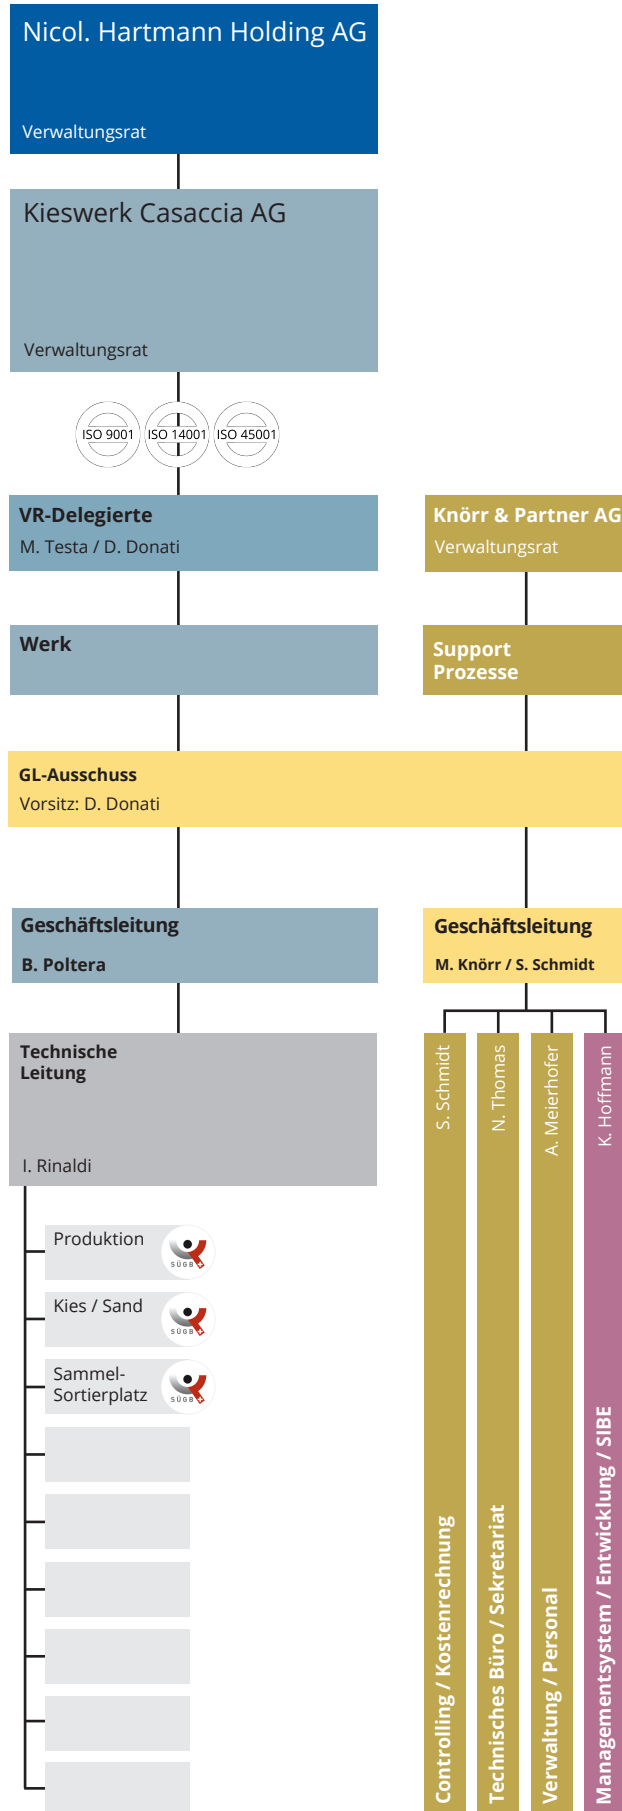 Nicol. Hartmann Holding AG
Verwaltungsrat
Kieswerk Casaccia AG
Verwaltungsrat
ISO 9001
ISO 14001
ISO 45001
VR-Delegierte
M. Testa / D. Donati
Knörr & Partner AG
Verwaltungsrat
Werk
Support
Prozesse
GL-Ausschuss
Vorsitz: D. Donati
Geschäftsleitung
B. Poltera
Geschäftsleitung
M. Knörr / S. Schmidt
Technische
Leitung
I. Rinaldi
Produktion
SÜGB
Kies / Sand
SÜGB
Sammel-
Sortierplatz
SÜGB
S. Schmidt
Controlling / Kostenrechnung
N. Thomas
Technisches Büro / Sekretariat
A. Meierhofer
Verwaltung / Personal
K. Hoffmann
Managementsystem / Entwicklung / SIBE